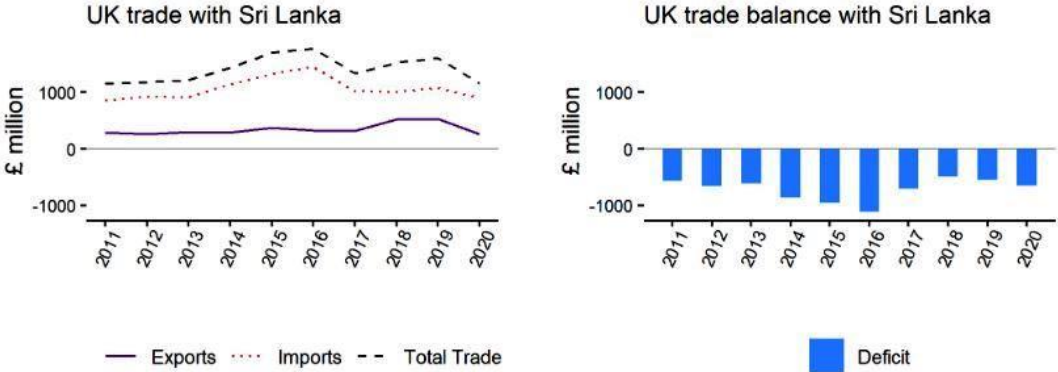 UK trade with Sri Lanka
£ million
1000
0
-1000
2011 2012 2013 2014 2015 2016 2017 2018 2019 2020
Exports Imports Total Trade
UK trade balance with Sri Lanka
£ million
1000
0
-1000
2011 2012 2013 2014 2015 2016 2017 2018 2019 2020
Deficit